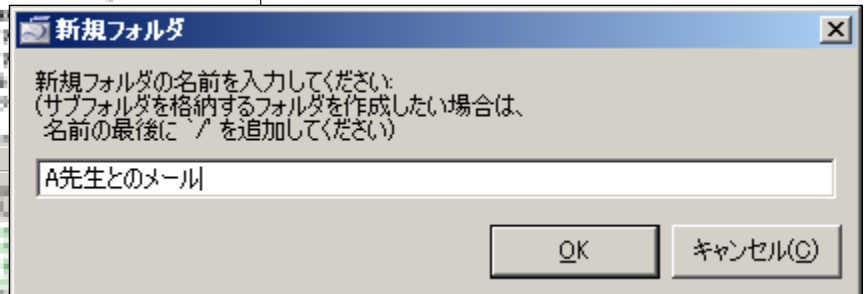 新規フォルダ
新規フォルダの名前を入力してください:
(サブフォルダを格納するフォルダを作成したい場合は、
名前の最後に `/' を追加してください)
A先生とのメール
OK キャンセル(C)